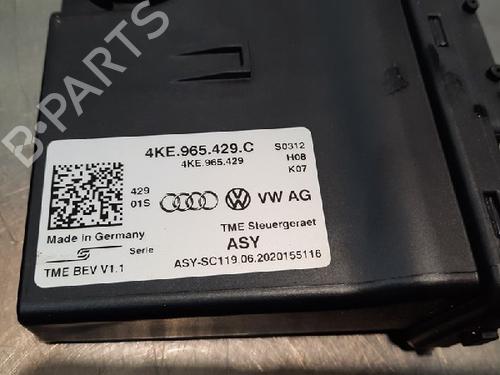 B-PARTS
4KE.965.429.C
4KE.965.429
S0312
H08
K07
429
01S
VW AG
Made in Germany
TME Steuergeraet
Serie
ASY
TME BEV V1.1
ASY-SC119.06.2020155116